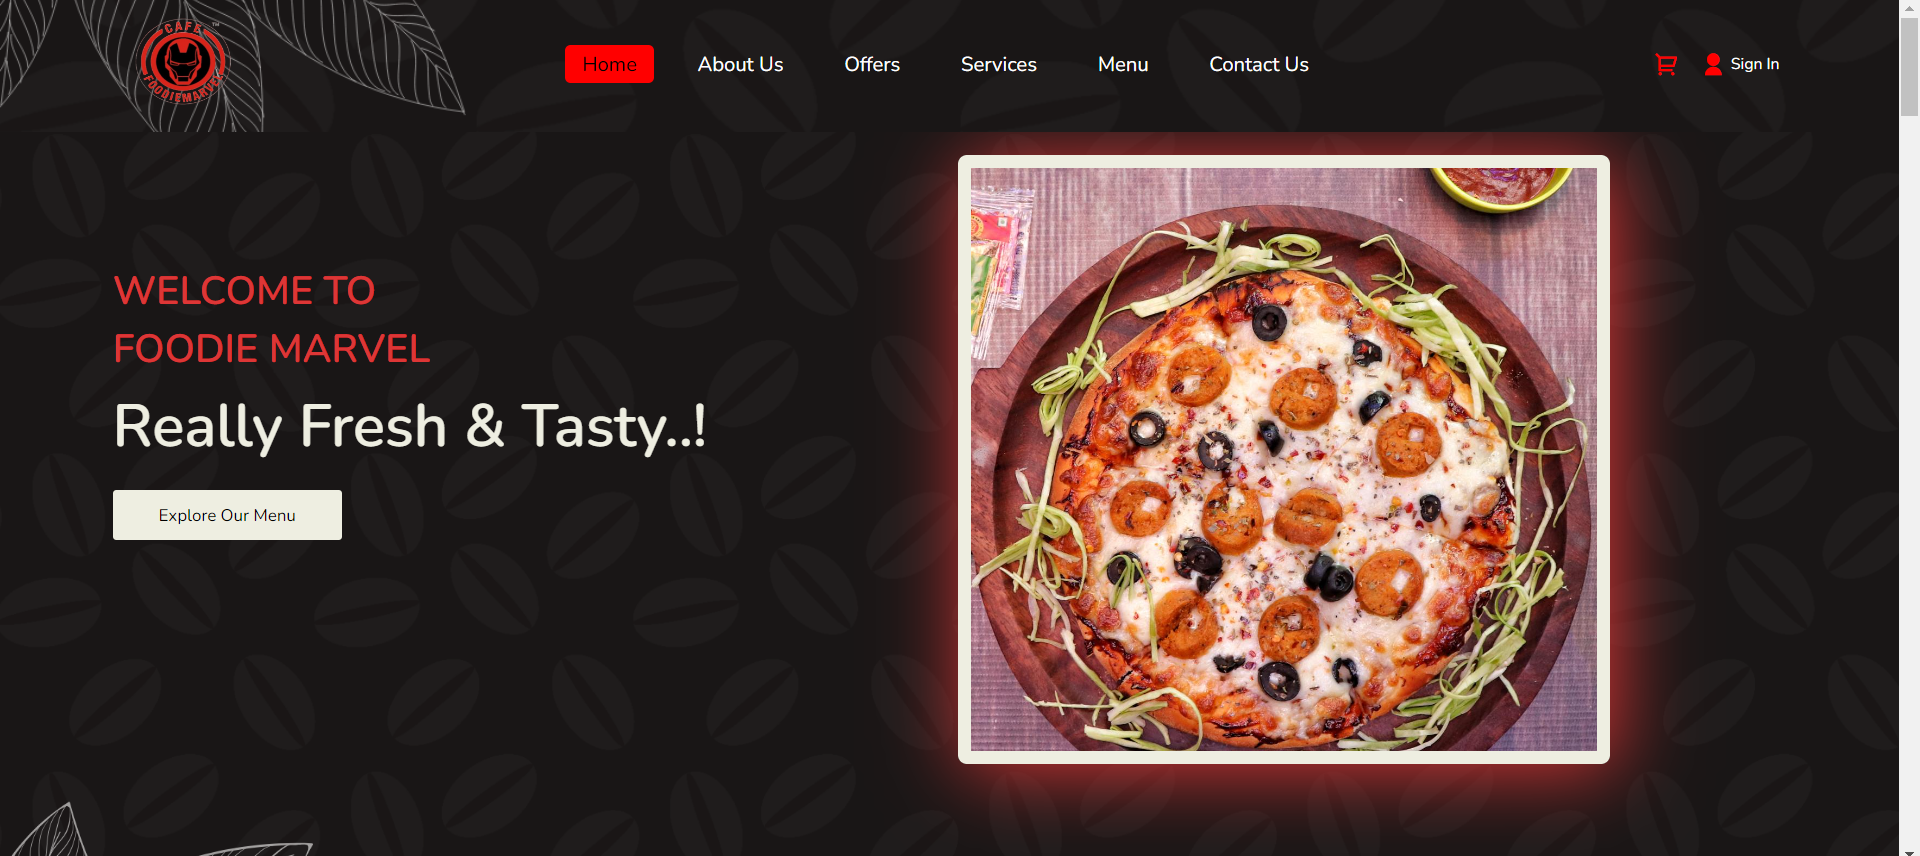 CAFE
FOODIEMARVEL
™
Home
About Us
Offers
Services
Menu
Contact Us
Sign In
WELCOME TO
FOODIE MARVEL
Really Fresh & Tasty..!
Explore Our Menu